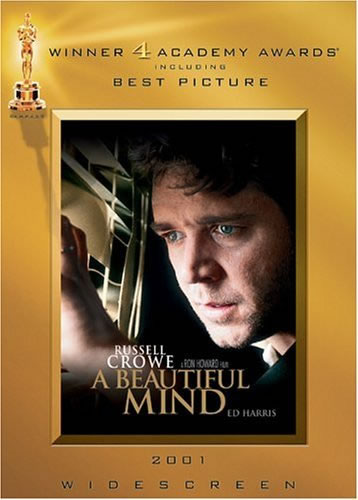 WINNER 4 ACADEMY AWARDS®
INCLUDING
BEST PICTURE
RUSSELL
CROWE
A RON HOWARD FILM
A BEAUTIFUL
MIND
ED HARRIS
2001
WIDESCREEN